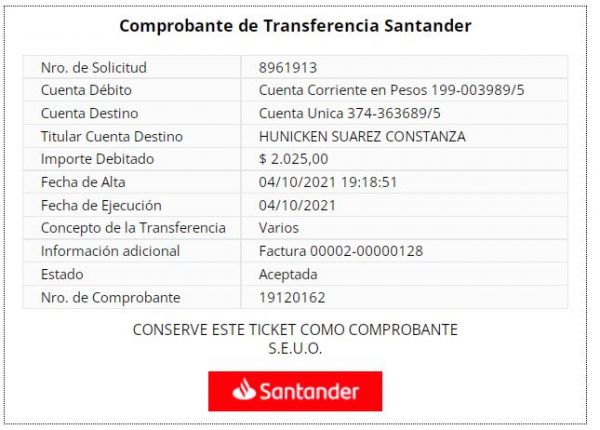 Comprobante de Transferencia Santander
Nro. de Solicitud 8961913
Cuenta Débito Cuenta Corriente en Pesos 199-003989/5
Cuenta Destino Cuenta Unica 374-363689/5
Titular Cuenta Destino HUNICKEN SUAREZ CONSTANZA
Importe Debitado $ 2.025,00
Fecha de Alta 04/10/2021 19:18:51
Fecha de Ejecución 04/10/2021
Concepto de la Transferencia Varios
Información adicional Factura 00002-00000128
Estado Aceptada
Nro. de Comprobante 19120162
CONSERVE ESTE TICKET COMO COMPROBANTE
S.E.U.O.
Santander